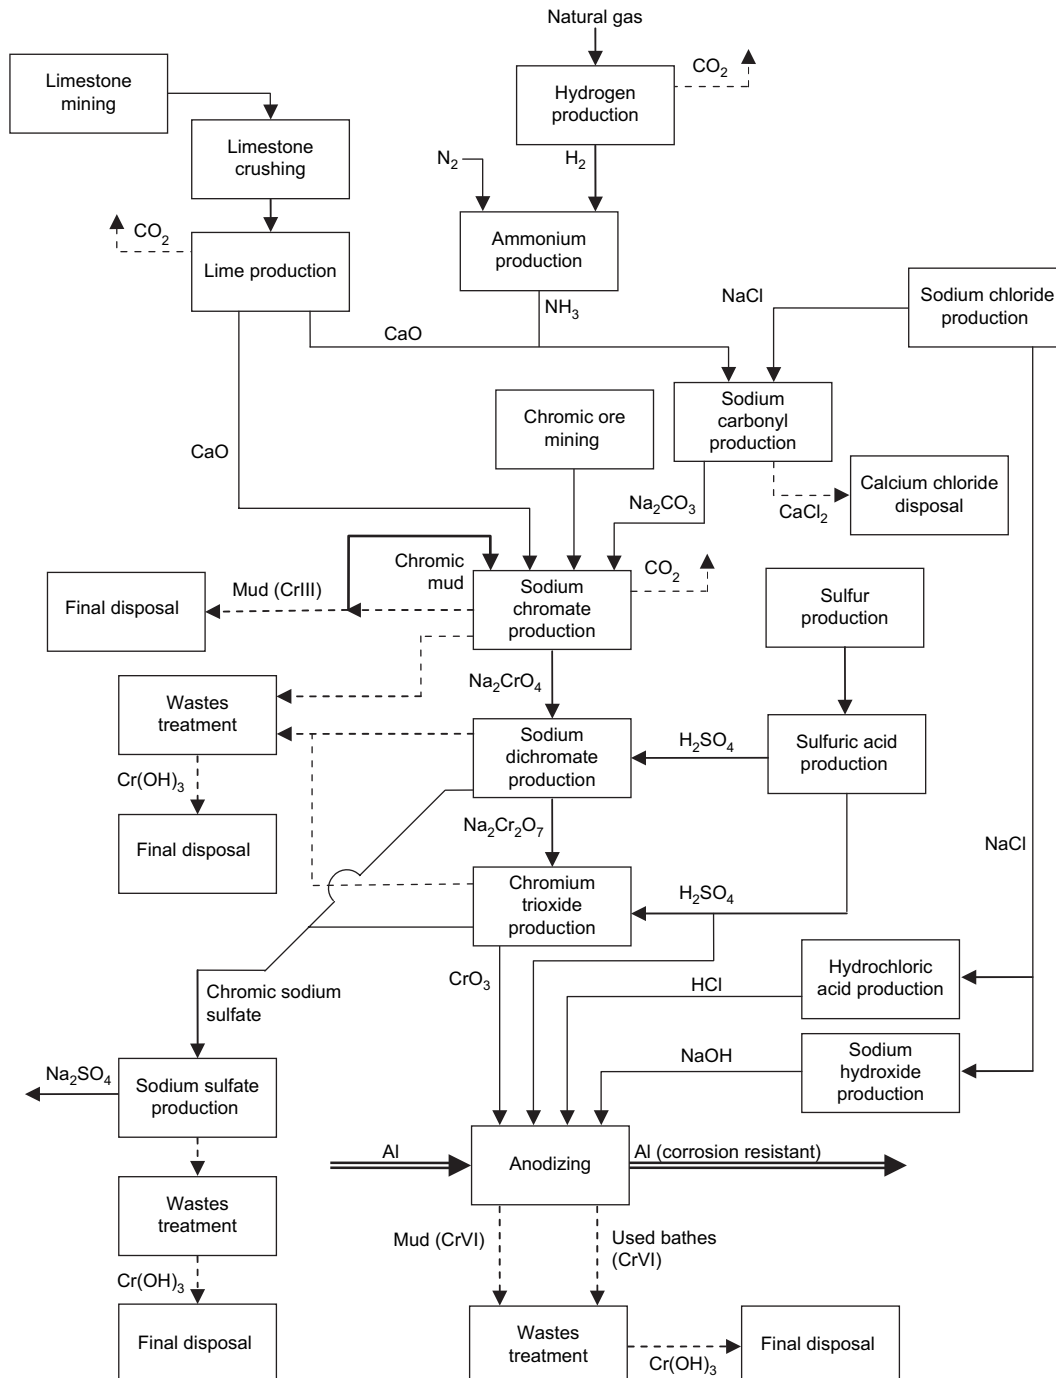 Natural gas
Limestone
mining
Hydrogen
production
CO2
Limestone
crushing
N2
H2
CO2
Lime production
Ammonium
production
NaCl
Sodium chloride
production
NH3
CaO
Sodium
carbonyl
production
Chromic ore
mining
CaO
Calcium chloride
disposal
Na2CO3
CaCl2
Chromic
mud
CO2
Final disposal
Mud (CrIII)
Sodium
chromate
production
Sulfur
production
Na2CrO4
Wastes
treatment
Sodium
dichromate
production
H2SO4
Sulfuric acid
production
Cr(OH)3
Na2Cr2O7
Final disposal
NaCl
Chromium
trioxide
production
H2SO4
CrO3
HCl
Hydrochloric
acid production
Chromic sodium
sulfate
NaOH
Sodium
hydroxide
production
Na2SO4
Sodium sulfate
production
Al
Anodizing
Al (corrosion resistant)
Wastes
treatment
Mud (CrVI)
Used bathes
(CrVI)
Cr(OH)3
Final disposal
Wastes
treatment
Cr(OH)3
Final disposal